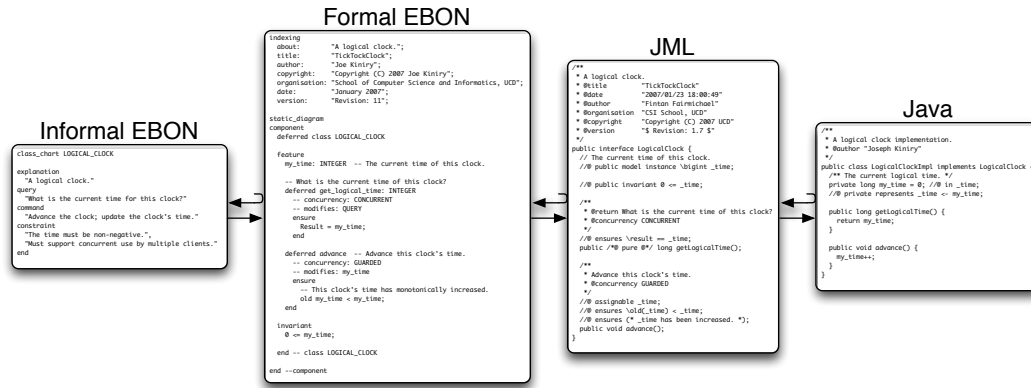 Informal EBON
class_chart LOGICAL_CLOCK
explanation
"A logical clock."
query
"What is the current time for this clock?"
command
"Advance the clock; update the clock's time."
constraint
"The time must be non-negative.",
"Must support concurrent use by multiple clients."
end
Formal EBON
indexing
about: "A logical clock.";
title: "TickTockClock";
author: "Joe Kiniry";
copyright: "Copyright (C) 2007 Joe Kiniry";
organisation: "School of Computer Science and Informatics, UCD";
date: "January 2007";
version: "Revision: 11";
static_diagram
component
deferred class LOGICAL_CLOCK
feature
my_time: INTEGER -- The current time of this clock.
-- What is the current time of this clock?
deferred get_logical_time: INTEGER
-- concurrency: CONCURRENT
-- modifies: QUERY
ensure
Result = my_time;
end
deferred advance -- Advance this clock's time.
-- concurrency: GUARDED
-- modifies: my_time
ensure
-- This clock's time has monotonically increased.
old my_time < my_time;
end
invariant
0 <= my_time;
end -- class LOGICAL_CLOCK
end --component
JML
/**
* A logical clock.
* @title "TickTockClock"
* @date "2007/01/23 18:00:49"
* @author "Fintan Fairmichael"
* @organisation "CSI School, UCD"
* @copyright "Copyright (C) 2007 UCD"
* @version "$ Revision: 1.7 $"
*/
public interface LogicalClock {
// The current time of this clock.
//@ public model instance \bigint _time;
//@ public invariant 0 <= _time;
/**
* @return What is the current time of this clock?
* @concurrency CONCURRENT
*/
//@ ensures \result == _time;
public /*@ pure @*/ long getLogicalTime();
/**
* Advance this clock's time.
* @concurrency GUARDED
*/
//@ assignable _time;
//@ ensures \old(_time) < _time;
//@ ensures (* _time has been increased. *);
public void advance();
}
Java
/**
* A logical clock implementation.
* @author "Joseph Kiniry"
*/
public class LogicalClockImpl implements LogicalClock {
/** The current logical time. */
private long my_time = 0; //@ in _time;
//@ private represents _time <- my_time;
public long getLogicalTime() {
return my_time;
}
public void advance() {
my_time++;
}
}